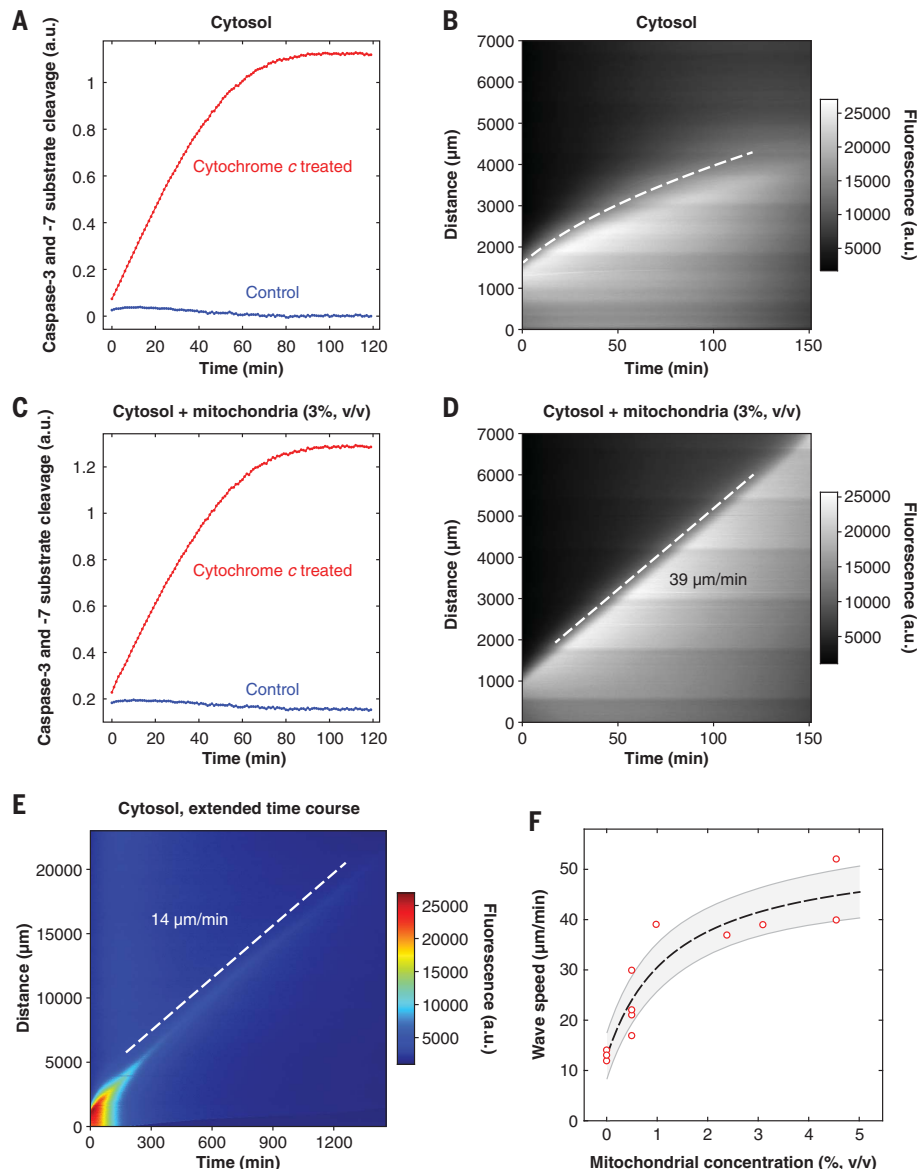 A
Cytosol
Caspase-3 and -7 substrate cleavage (a.u.)
1
0.8
0.6
0.4
0.2
0
Cytochrome c treated
Control
0 20 40 60 80 100 120
Time (min)
B
Cytosol
Distance (µm)
7000
6000
5000
4000
3000
2000
1000
0
0 50 100 150
Time (min)
Fluorescence (a.u.)
25000
20000
15000
10000
5000
C
Cytosol + mitochondria (3%, v/v)
Caspase-3 and -7 substrate cleavage (a.u.)
1.2
1
0.8
0.6
0.4
0.2
Cytochrome c treated
Control
0 20 40 60 80 100 120
Time (min)
D
Cytosol + mitochondria (3%, v/v)
Distance (µm)
7000
6000
5000
4000
3000
2000
1000
0
39 µm/min
0 50 100 150
Time (min)
Fluorescence (a.u.)
25000
20000
15000
10000
5000
E
Cytosol, extended time course
Distance (µm)
20000
15000
10000
5000
0
14 µm/min
0 300 600 900 1200
Time (min)
Fluorescence (a.u.)
25000
20000
15000
10000
5000
F
Wave speed (µm/min)
50
40
30
20
10
0
0 1 2 3 4 5
Mitochondrial concentration (%, v/v)